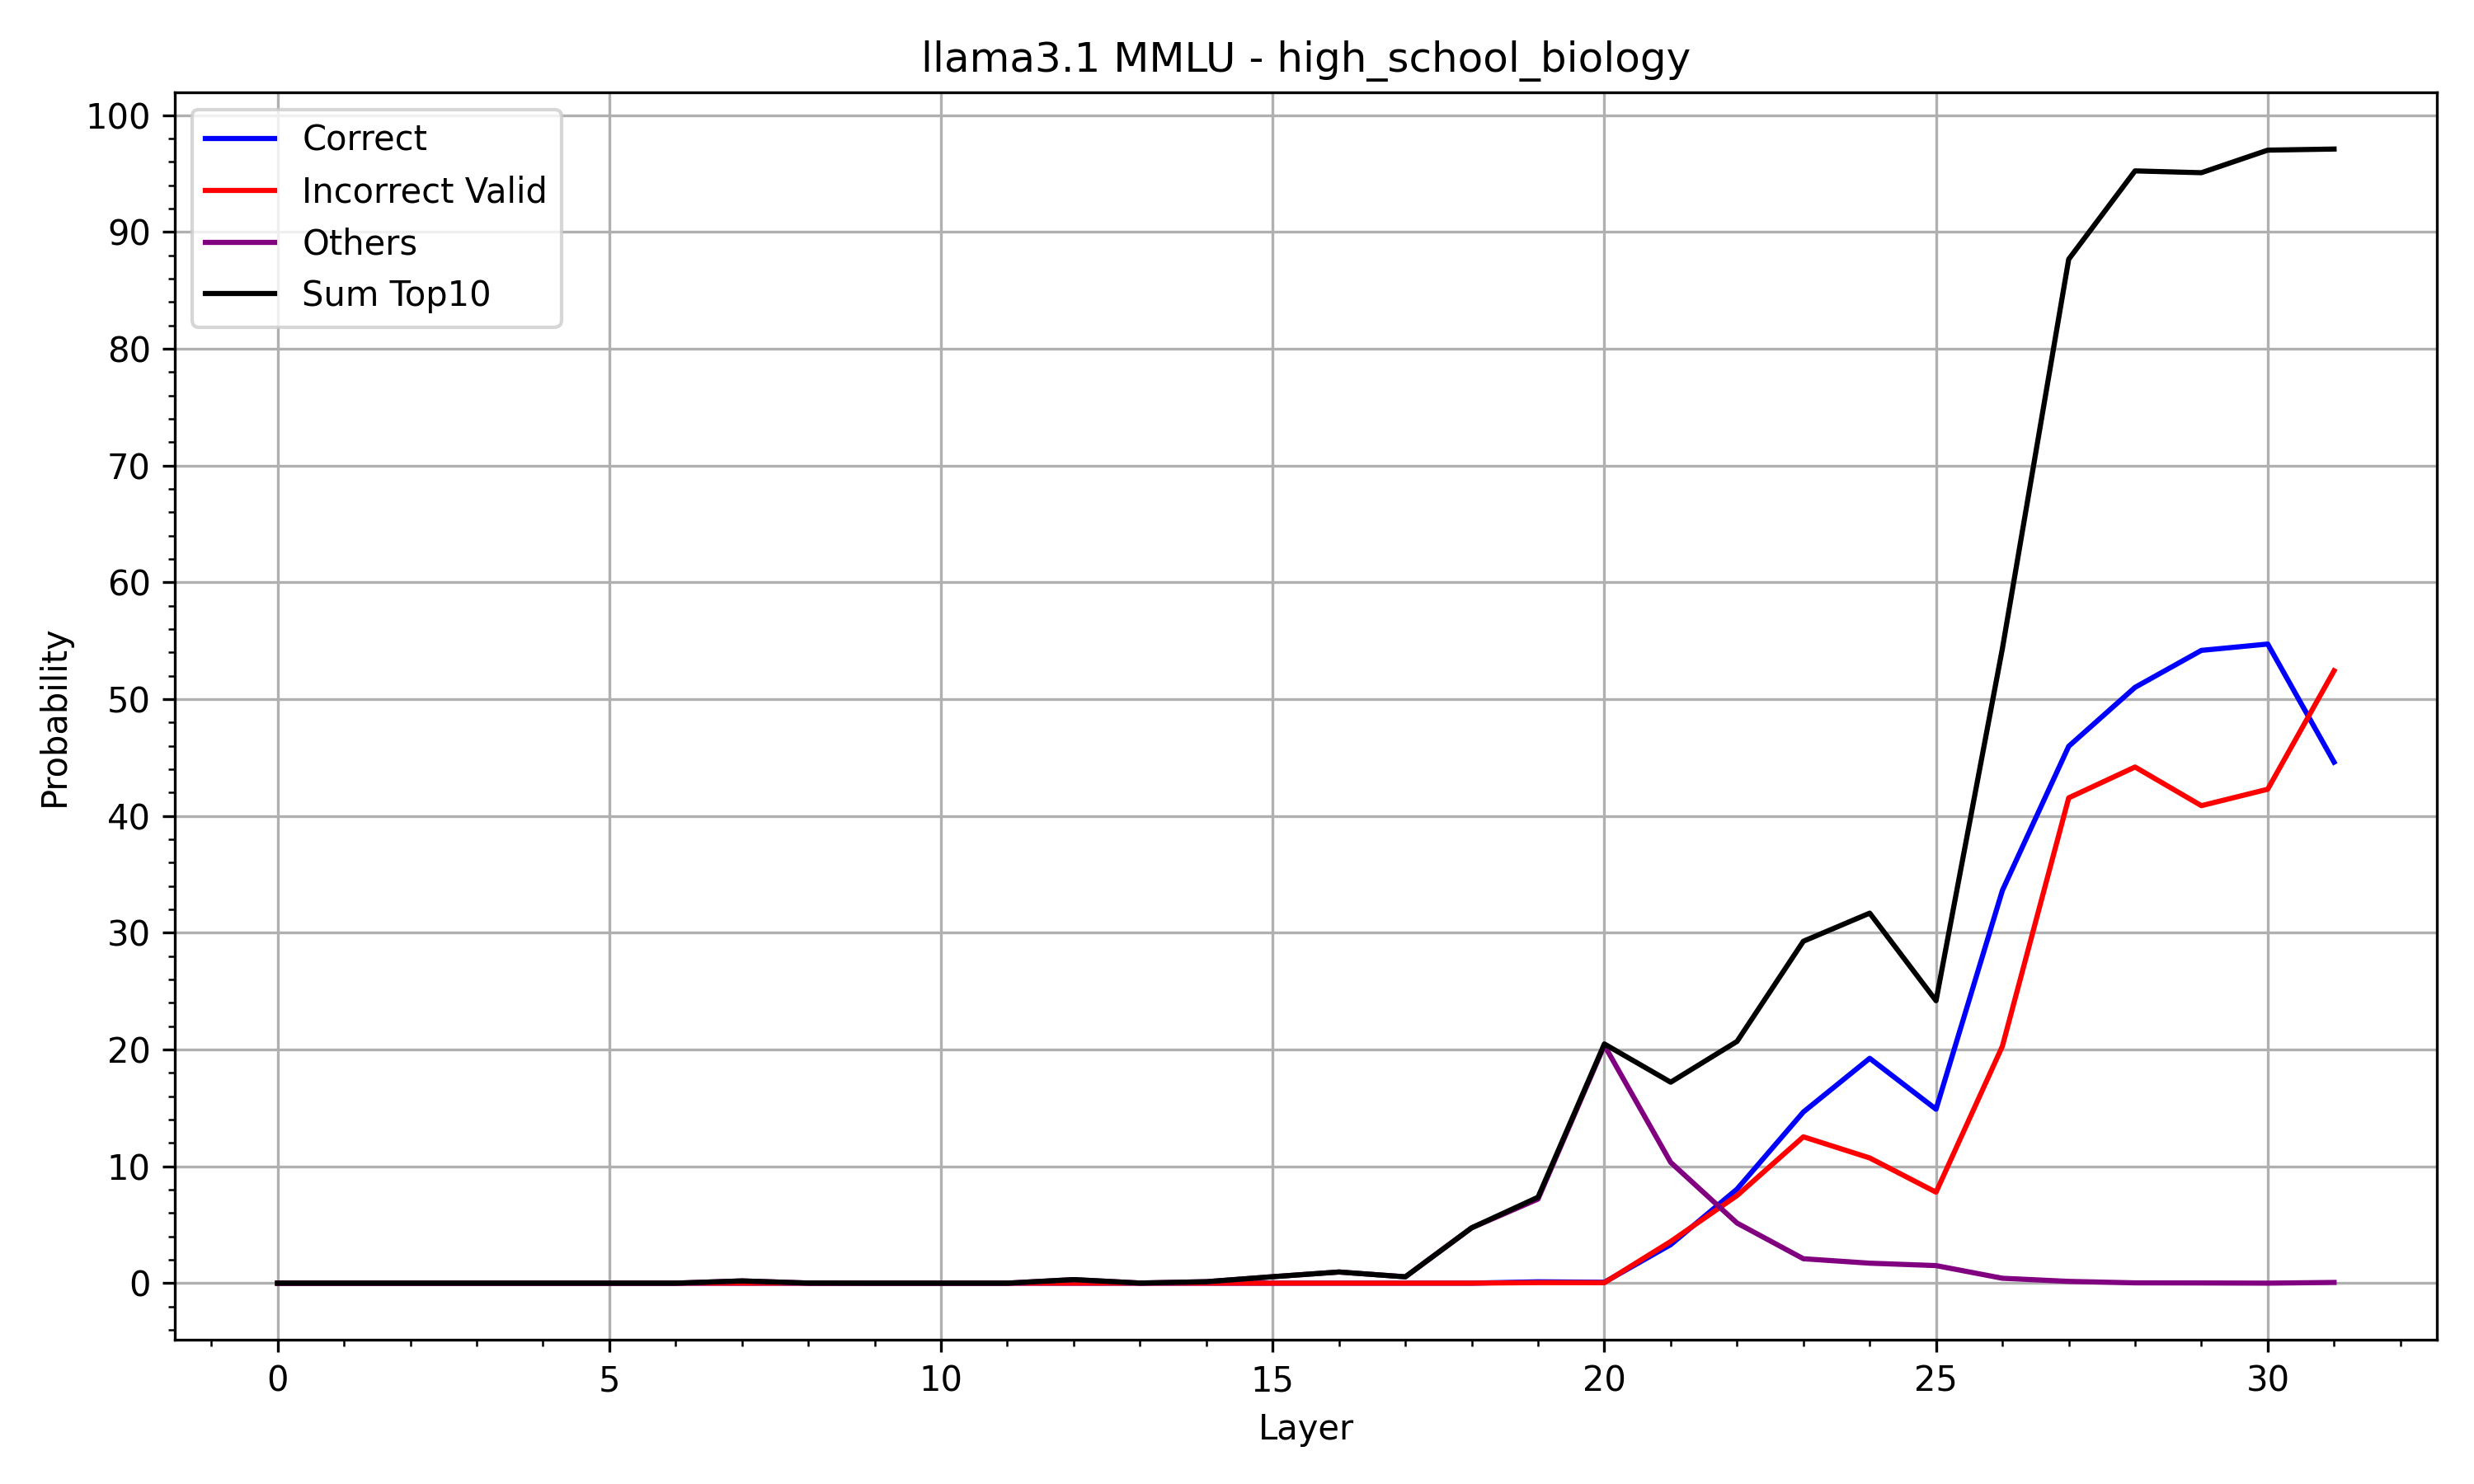 llama3.1 MMLU - high_school_biology
Correct
Incorrect Valid
Others
Sum Top10
Probability
100
90
80
70
60
50
40
30
20
10
0
0 5 10 15 20 25 30
Layer